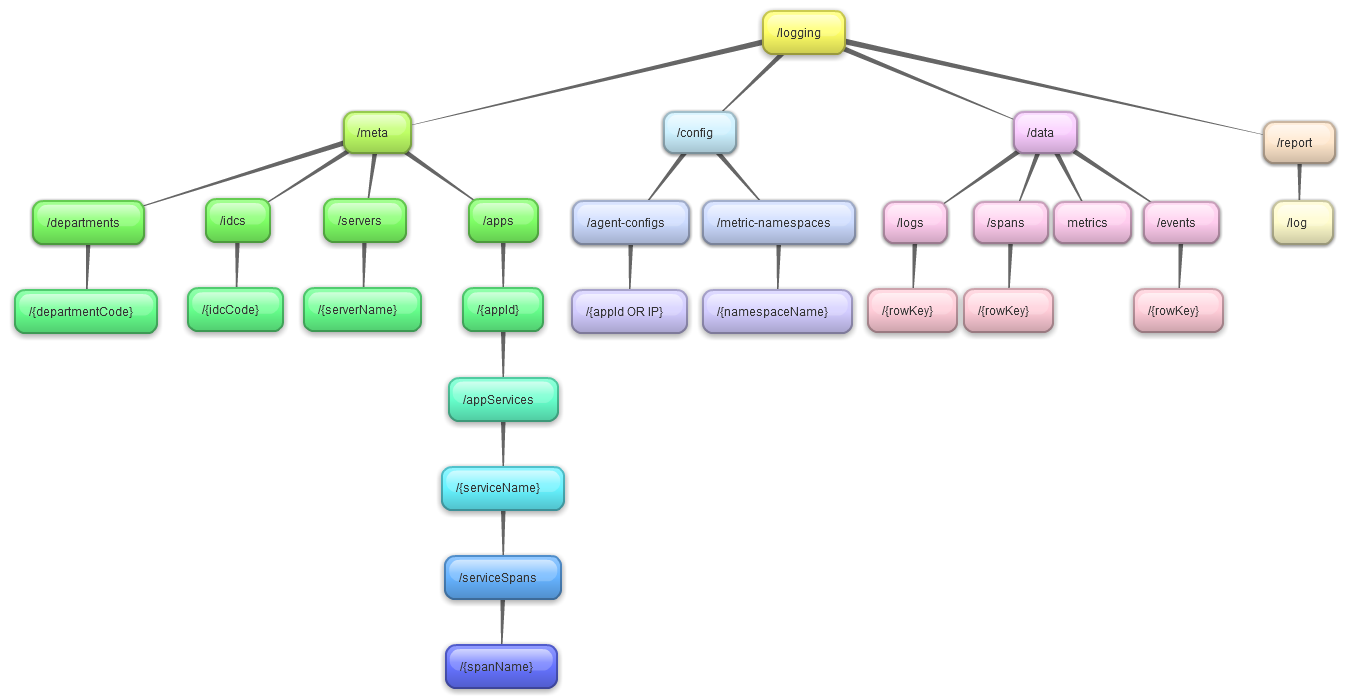 /logging
/meta
/config
/data
/report
/departments
/idcs
/servers
/apps
/agent-configs
/metric-namespaces
/logs
/spans
metrics
/events
/log
/{departmentCode}
/{idcCode}
/{serverName}
/{appId}
/{appId OR IP}
/{namespaceName}
/{rowKey}
/{rowKey}
/{rowKey}
/appServices
/{serviceName}
/serviceSpans
/{spanName}